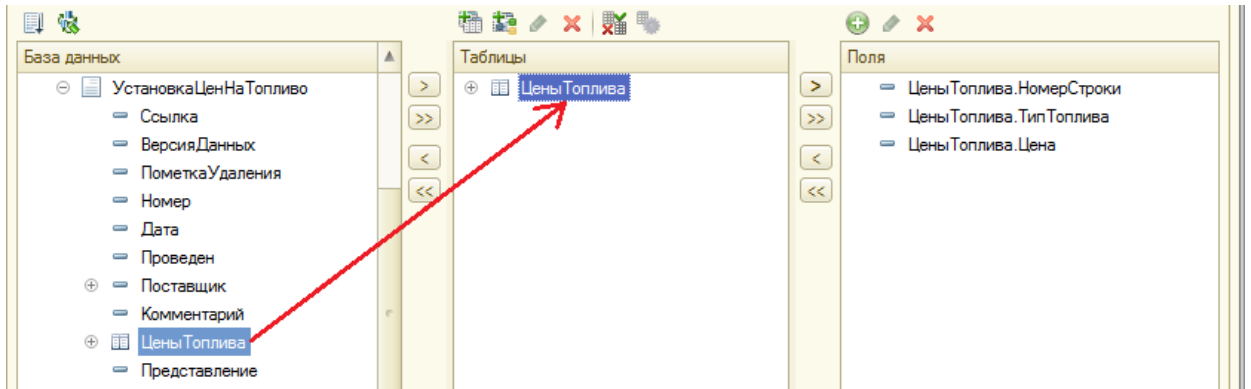 База данных
УстановкаЦенНаТопливо
Ссылка
ВерсияДанных
ПометкаУдаления
Номер
Дата
Проведен
Поставщик
Комментарий
ЦеныТоплива
Представление
>
>>
<
<<
Таблицы
ЦеныТоплива
>
>>
<
<<
Поля
ЦеныТоплива.НомерСтроки
ЦеныТоплива.ТипТоплива
ЦеныТоплива.Цена